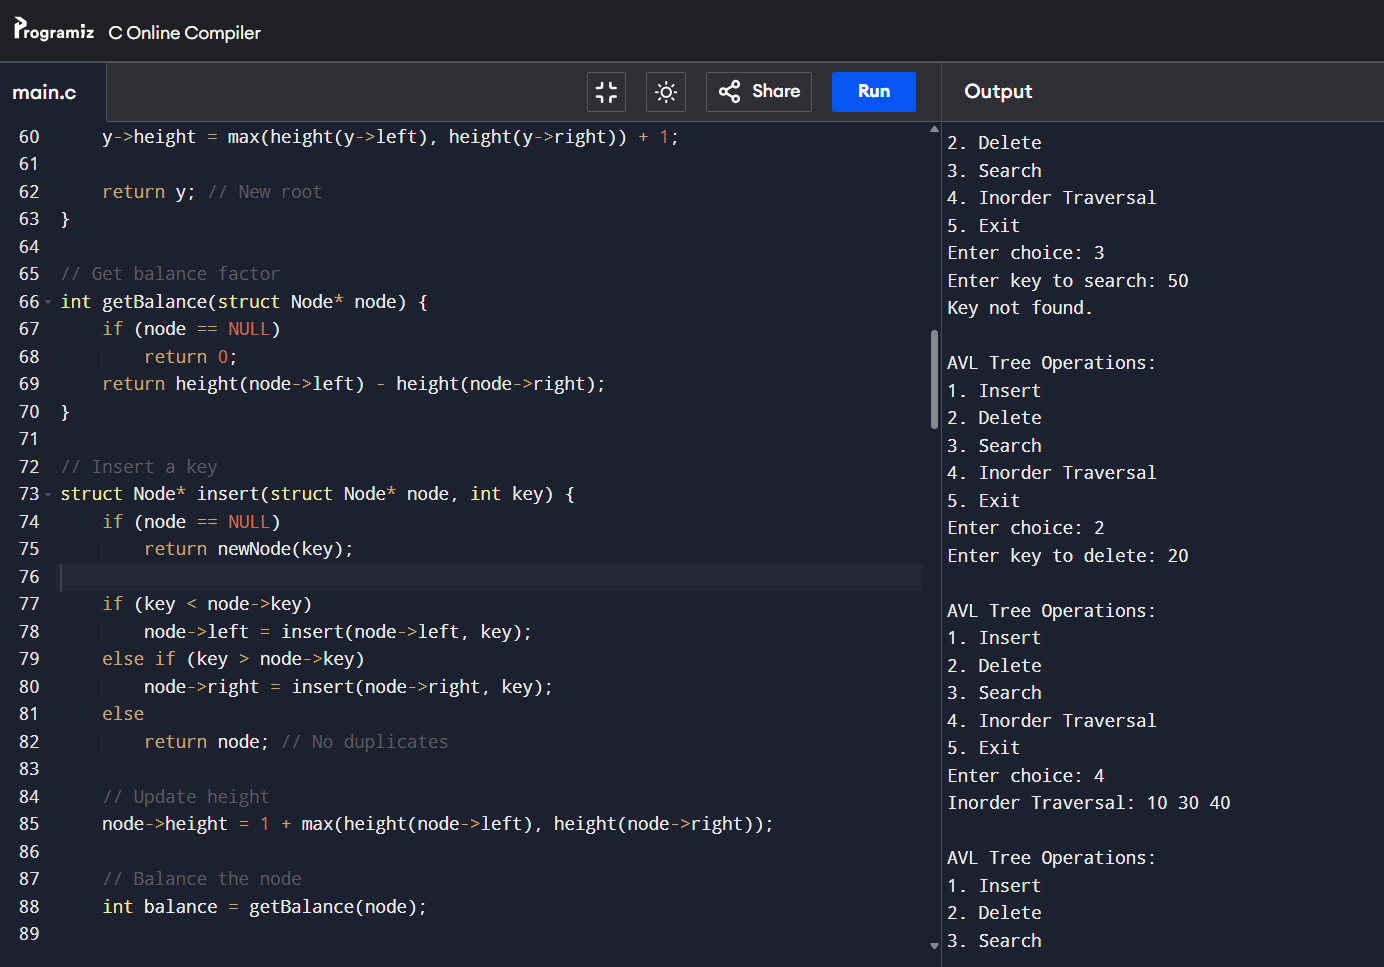 Programiz C Online Compiler
main.c
Share
Run
Output
60 y->height = max(height(y->left), height(y->right)) + 1;
61
62 return y; // New root
63 }
64
65 // Get balance factor
66 int getBalance(struct Node* node) {
67 if (node == NULL)
68 return 0;
69 return height(node->left) - height(node->right);
70 }
71
72 // Insert a key
73 struct Node* insert(struct Node* node, int key) {
74 if (node == NULL)
75 return newNode(key);
76
77 if (key < node->key)
78 node->left = insert(node->left, key);
79 else if (key > node->key)
80 node->right = insert(node->right, key);
81 else
82 return node; // No duplicates
83
84 // Update height
85 node->height = 1 + max(height(node->left), height(node->right));
86
87 // Balance the node
88 int balance = getBalance(node);
89
2. Delete
3. Search
4. Inorder Traversal
5. Exit
Enter choice: 3
Enter key to search: 50
Key not found.
AVL Tree Operations:
1. Insert
2. Delete
3. Search
4. Inorder Traversal
5. Exit
Enter choice: 2
Enter key to delete: 20
AVL Tree Operations:
1. Insert
2. Delete
3. Search
4. Inorder Traversal
5. Exit
Enter choice: 4
Inorder Traversal: 10 30 40
AVL Tree Operations:
1. Insert
2. Delete
3. Search